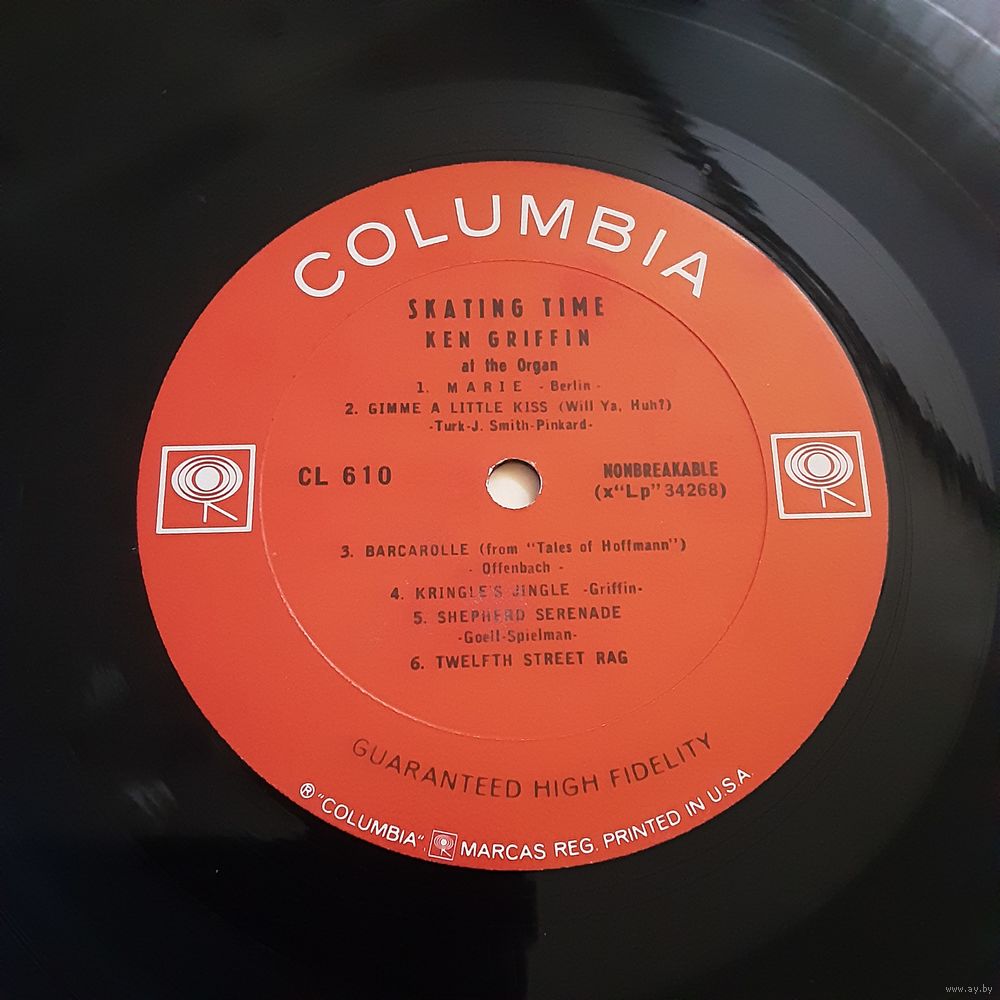 COLUMBIA
SKATING TIME
KEN GRIFFIN
at the Organ
1. MARIE - Berlin -
2. GIMME A LITTLE KISS (Will Ya, Huh?)
-Turk-J. Smith-Pinkard-
CL 610
NONBREAKABLE
(x"Lp" 34268)
3. BARCAROLLE (from "Tales of Hoffmann")
- Offenbach -
4. KRINGLE'S JINGLE -Griffin-
5. SHEPHERD SERENADE
-Goell-Spielman-
6. TWELFTH STREET RAG
GUARANTEED HIGH FIDELITY
® "COLUMBIA", MARCAS REG. PRINTED IN U.S.A.
www.ay.by